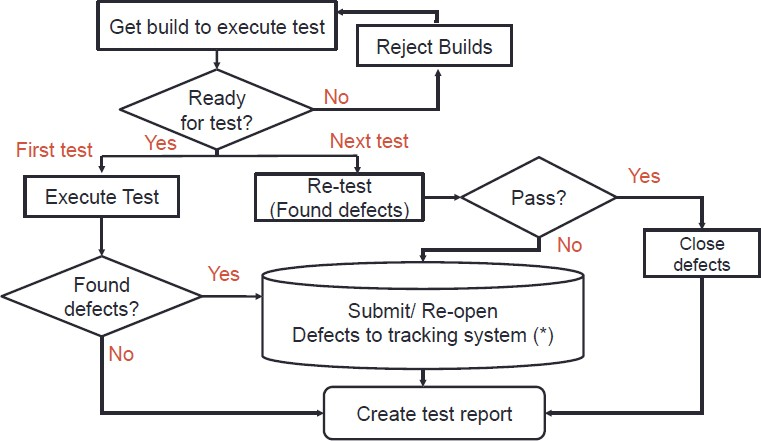 Get build to execute test
Reject Builds
Ready
for test?
No
Yes
First test
Next test
Execute Test
Re-test
(Found defects)
Pass?
Yes
No
Close
defects
Found
defects?
Yes
No
Submit/ Re-open
Defects to tracking system (*)
Create test report